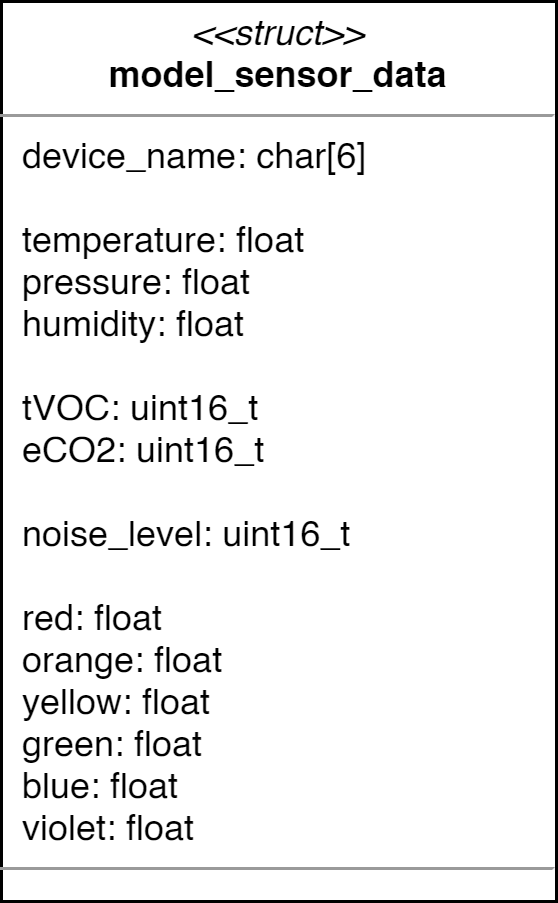 <<struct>>
model_sensor_data
device_name: char[6]
temperature: float
pressure: float
humidity: float
tVOC: uint16_t
eCO2: uint16_t
noise_level: uint16_t
red: float
orange: float
yellow: float
green: float
blue: float
violet: float